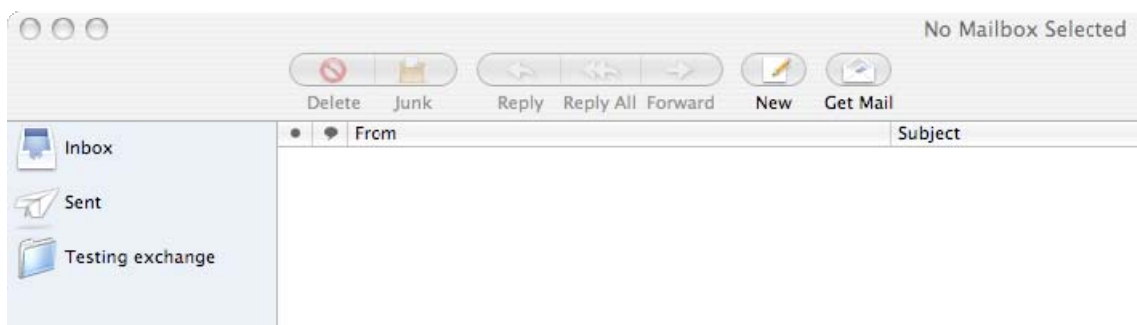 No Mailbox Selected
Delete Junk Reply Reply All Forward New Get Mail
From Subject
Inbox
Sent
Testing exchange